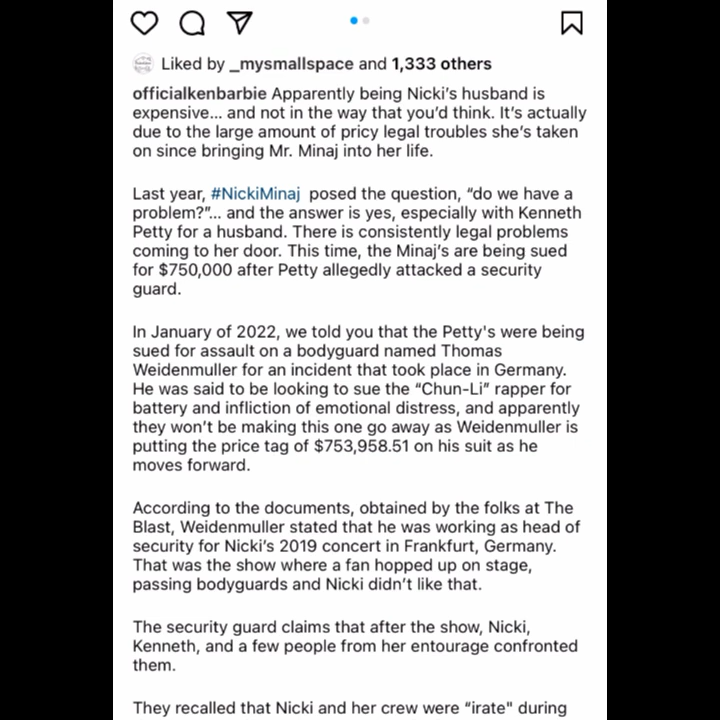 Liked by _mysmallspace and 1,333 others
officialkenbarbie Apparently being Nicki's husband is
expensive... and not in the way that you'd think. It's actually
due to the large amount of pricy legal troubles she's taken
on since bringing Mr. Minaj into her life.
Last year, #NickiMinaj posed the question, “do we have a
problem?”... and the answer is yes, especially with Kenneth
Petty for a husband. There is consistently legal problems
coming to her door. This time, the Minaj’s are being sued
for $750,000 after Petty allegedly attacked a security
guard.
In January of 2022, we told you that the Petty's were being
sued for assault on a bodyguard named Thomas
Weidenmuller for an incident that took place in Germany.
He was said to be looking to sue the “Chun-Li” rapper for
battery and infliction of emotional distress, and apparently
they won’t be making this one go away as Weidenmuller is
putting the price tag of $753,958.51 on his suit as he
moves forward.
According to the documents, obtained by the folks at The
Blast, Weidenmuller stated that he was working as head of
security for Nicki’s 2019 concert in Frankfurt, Germany.
That was the show where a fan hopped up on stage,
passing bodyguards and Nicki didn’t like that.
The security guard claims that after the show, Nicki,
Kenneth, and a few people from her entourage confronted
them.
They recalled that Nicki and her crew were “irate" during